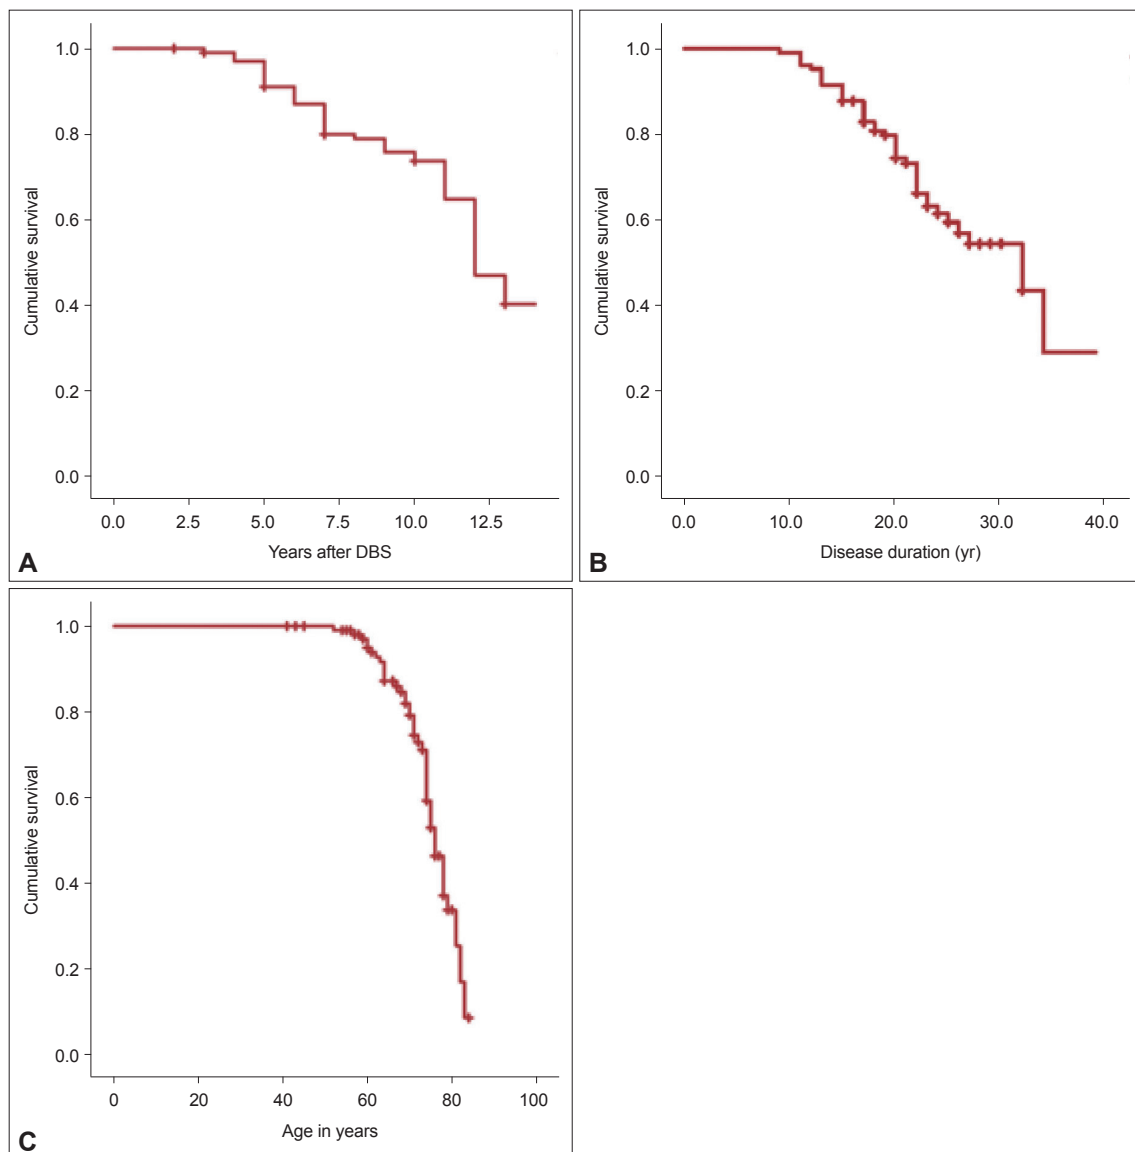 1.0
0.8
0.6
0.4
0.2
0.0
Cumulative survival
0.0 2.5 5.0 7.5 10.0 12.5
Years after DBS
A
1.0
0.8
0.6
0.4
0.2
0.0
Cumulative survival
0.0 10.0 20.0 30.0 40.0
Disease duration (yr)
B
1.0
0.8
0.6
0.4
0.2
0.0
Cumulative survival
0 20 40 60 80 100
Age in years
C